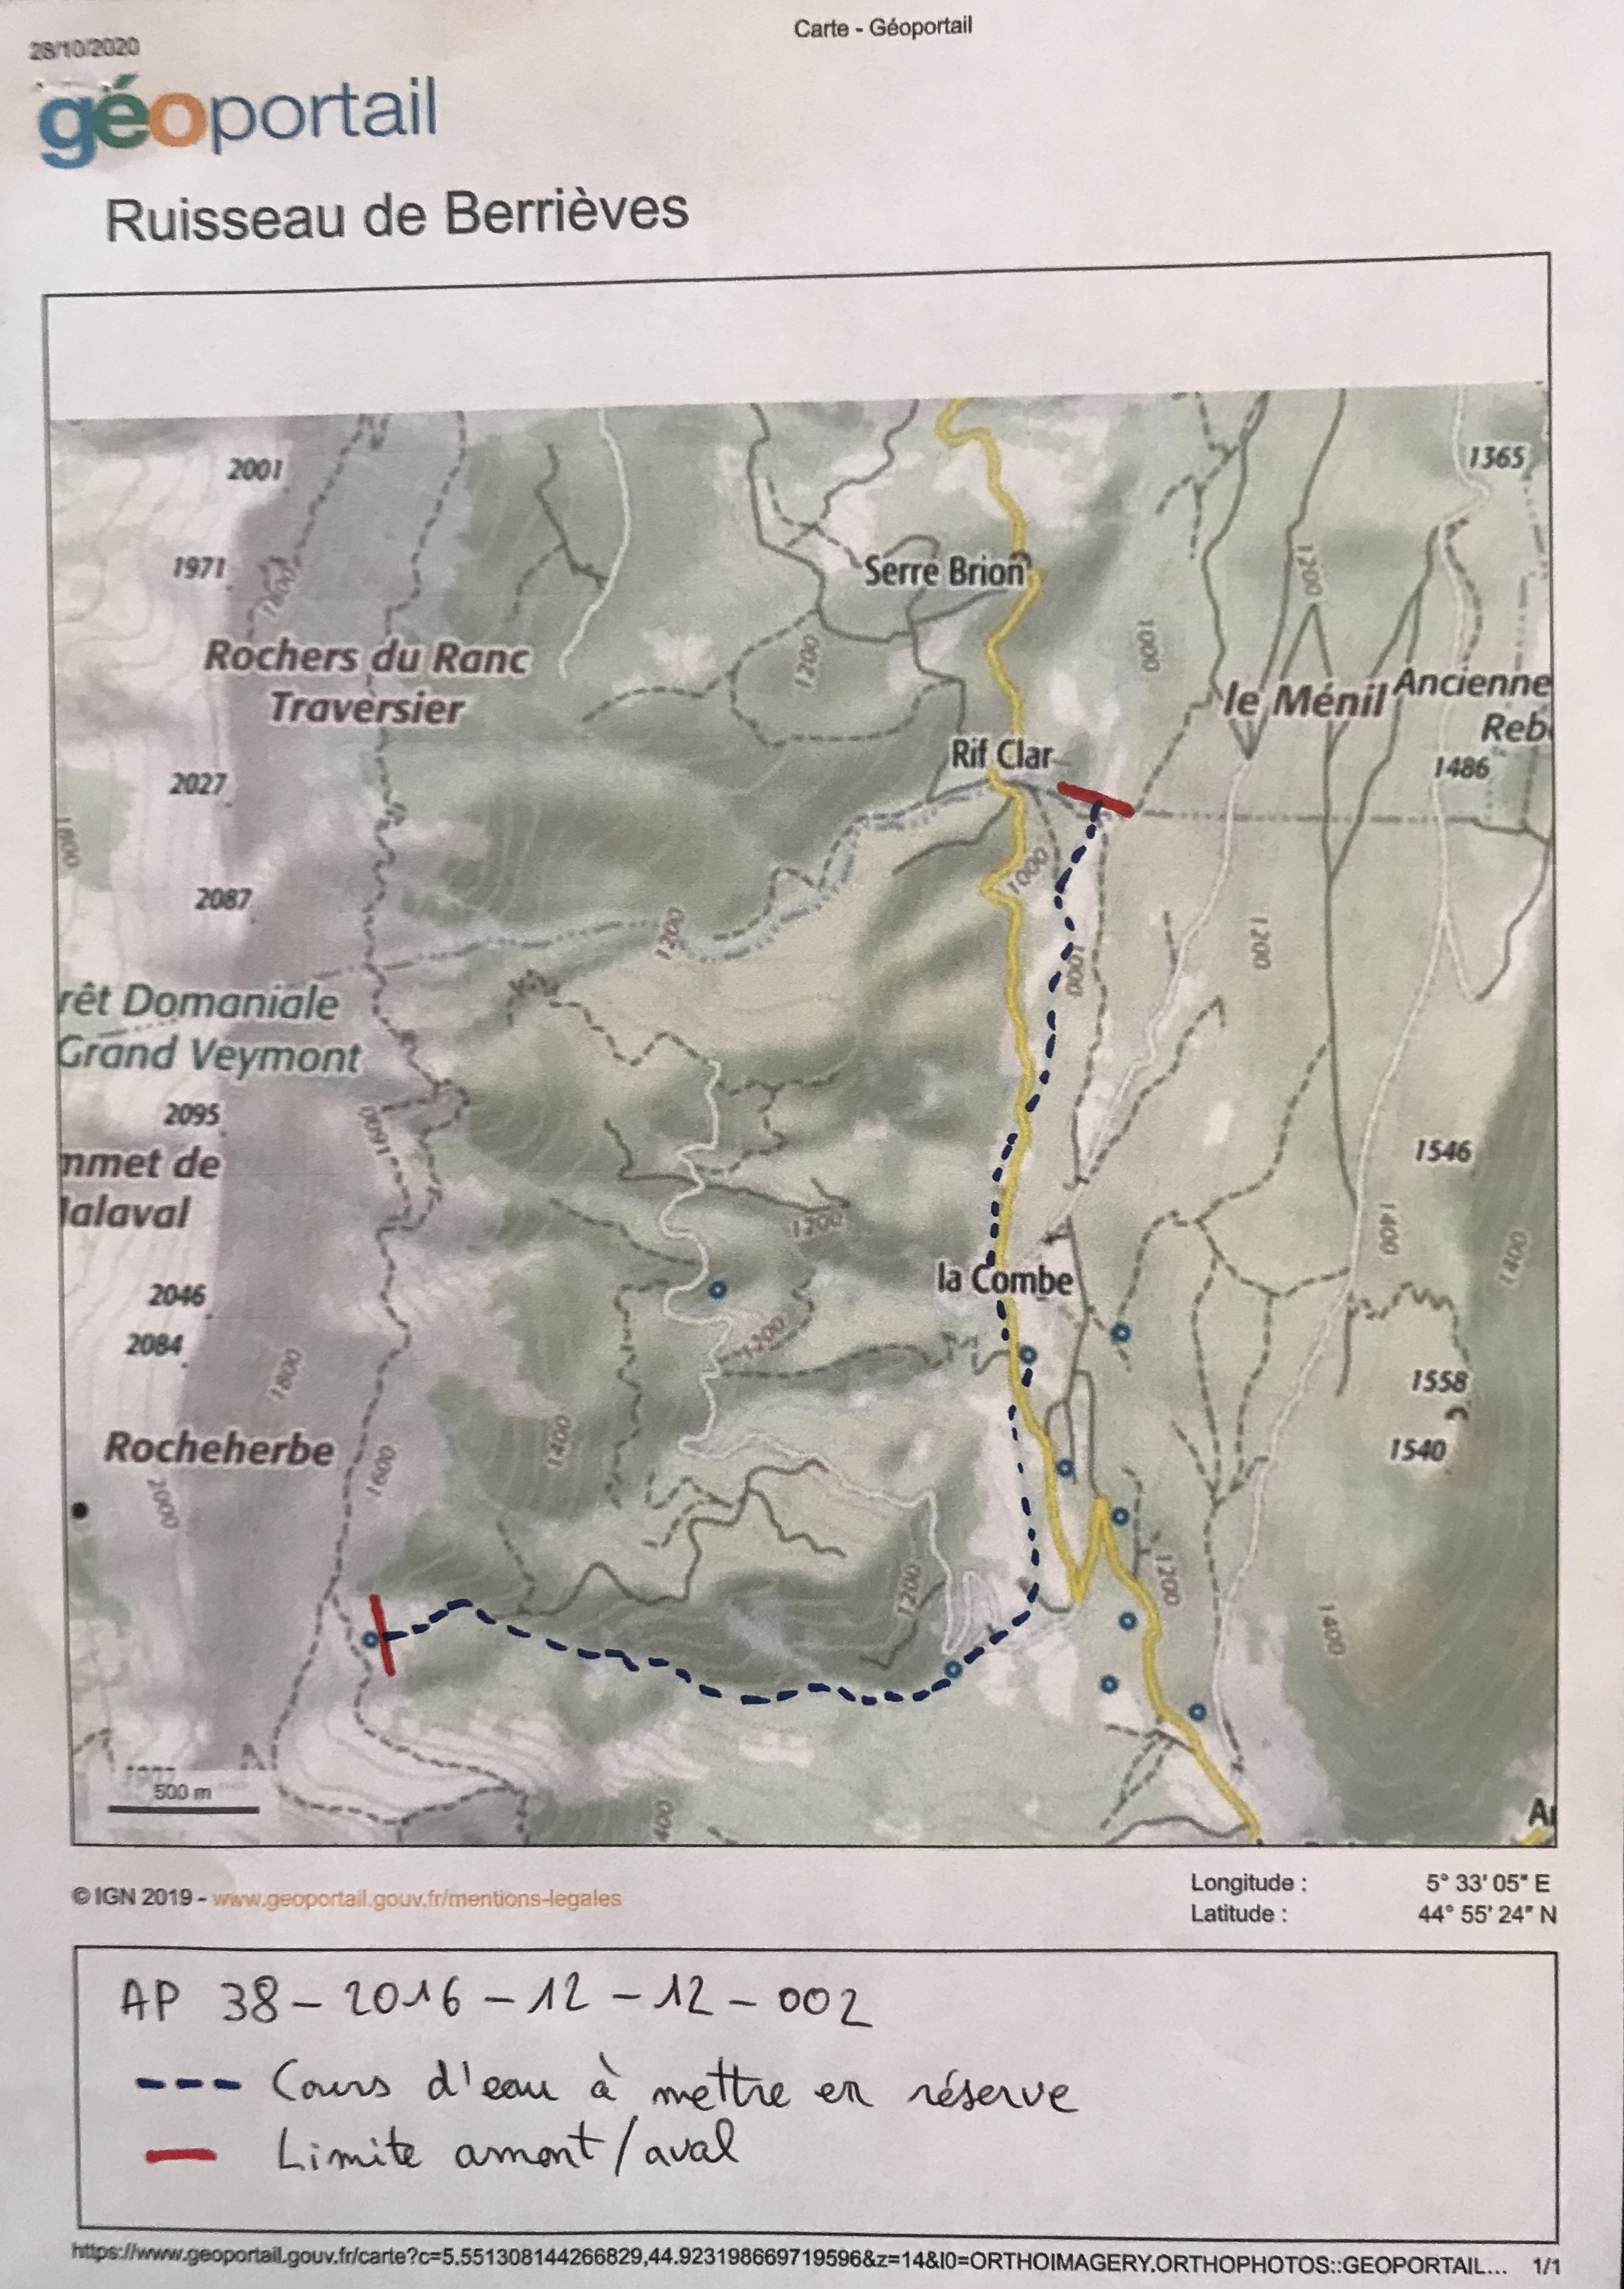 28/10/2020
Carte - Géoportail
géoportail
Ruisseau de Berrièves
2001
1365
1971
1800
Serre Brion
1200
1200
1000
Rochers du Ranc
Traversier
le Ménil
Ancienne
Reb
Rif Clar
1486
2027
1800
1000
2087
1200
1200
1000
rêt Domaniale
Grand Veymont
2095
1600
mmet de
lalaval
1546
1200
1400
1400
la Combe
2046
2084
1200
1800
1558
Rocheherbe
1400
1540
1600
2000
1200
1200
1400
500 m
400
© IGN 2019 - www.geoportail.gouv.fr/mentions-legales
Longitude : 5° 33' 05" E
Latitude : 44° 55' 24" N
AP 38-2016-12-12-002
Cours d'eau à mettre en réserve
Limite amont/aval
https://www.geoportail.gouv.fr/carte?c=5.551308144266829,44.923198669719596&z=14&l0=ORTHOIMAGERY.ORTHOPHOTOS::GEOPORTAIL... 1/1